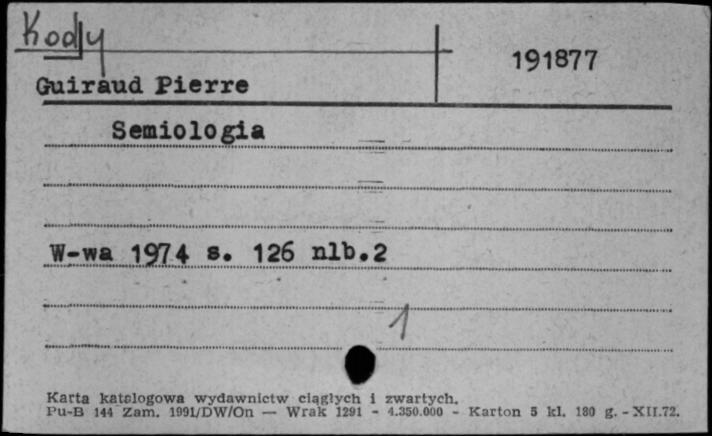 Kody
191877
Guiraud Pierre
Semiologia
W-wa 1974 s. 126 nlb.2
1
Karta katalogowa wydawnictw ciągłych i zwartych.
Pu-B 144 Zam. 1991/DW/On — Wrak 1291 - 4.350.000 - Karton 5 kl. 180 g. - XII.72.